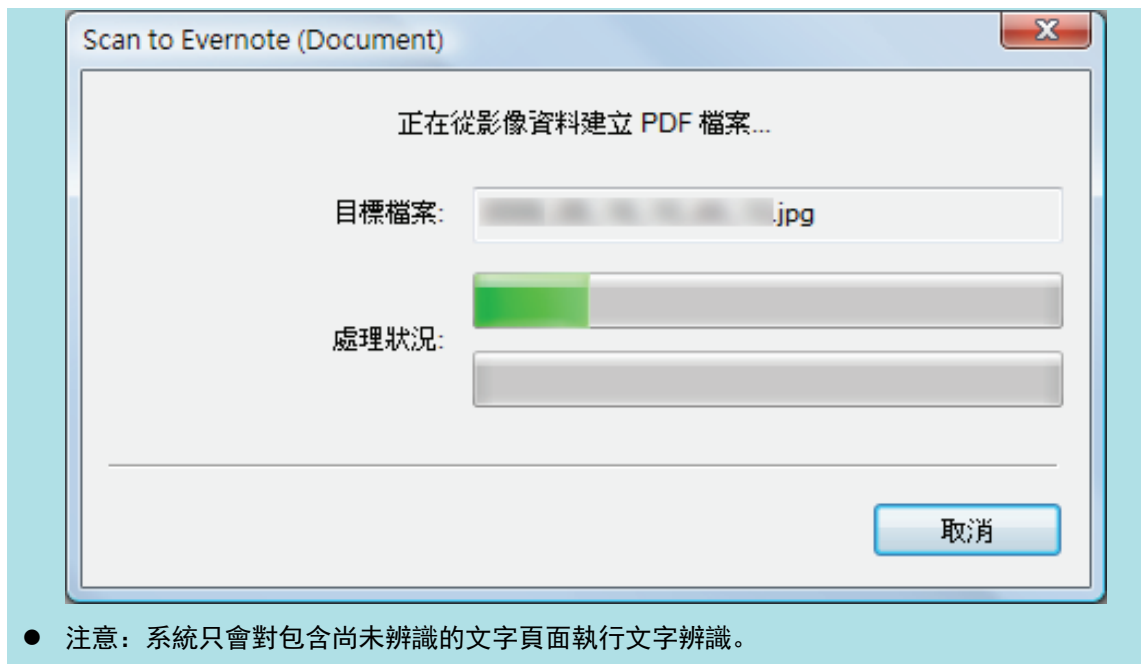 Scan to Evernote (Document)
正在從影像資料建立 PDF 檔案...
目標檔案:
.jpg
處理狀況:
取消
● 注意：系統只會對包含尚未辨識的文字頁面執行文字辨識。